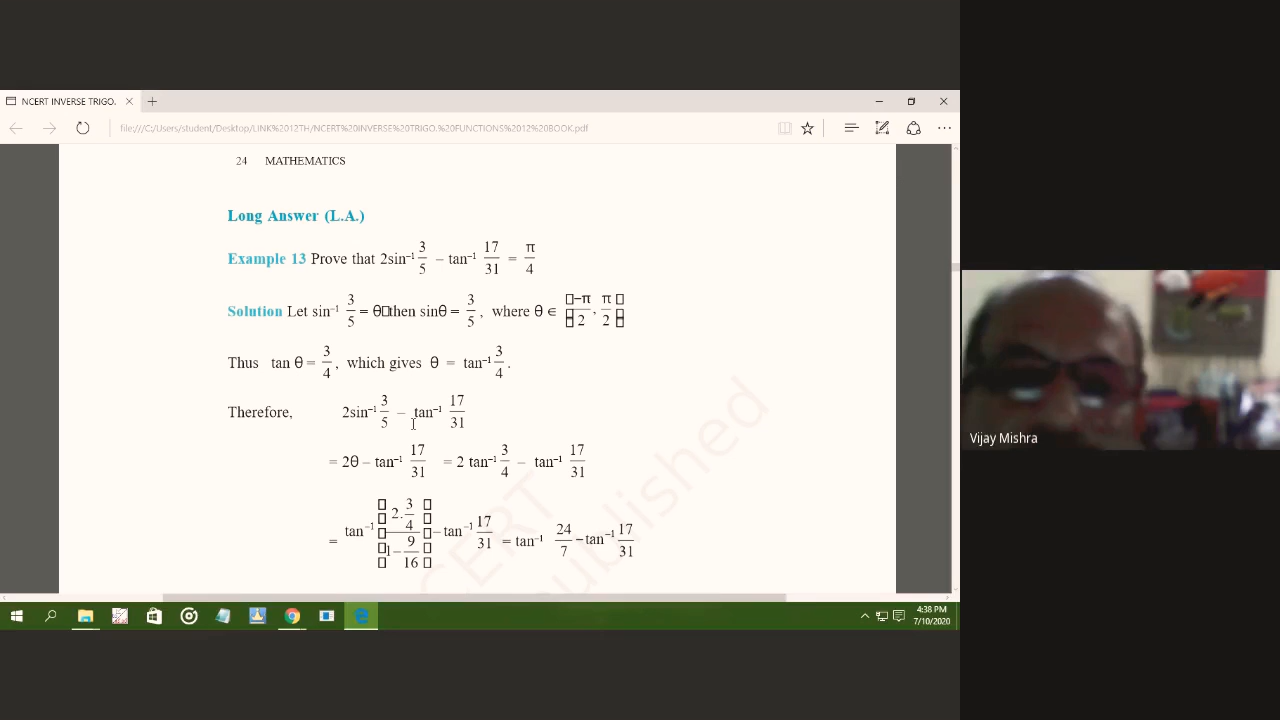 NCERT INVERSE TRIGO.
file:///C:/Users/student/Desktop/LINK%2012TH/NCERT%20INVERSE%20TRIGO.%20FUNCTIONS%2012%20BOOK.pdf
24 MATHEMATICS
Long Answer (L.A.)
Example 13 Prove that 2sin⁻¹ 3/5 – tan⁻¹ 17/31 = π/4
Solution Let sin⁻¹ 3/5 = θ▯then sinθ = 3/5 , where θ ∈ [−π/2, π/2]
Thus tan θ = 3/4 , which gives θ = tan⁻¹ 3/4 .
Therefore, 2sin⁻¹ 3/5 – tan⁻¹ 17/31
= 2θ – tan⁻¹ 17/31 = 2 tan⁻¹ 3/4 – tan⁻¹ 17/31
= tan⁻¹ (2.3/4 / 1–9/16) – tan⁻¹ 17/31 = tan⁻¹ 24/7 – tan⁻¹ 17/31
CERT
published
Vijay Mishra
4:38 PM
7/10/2020